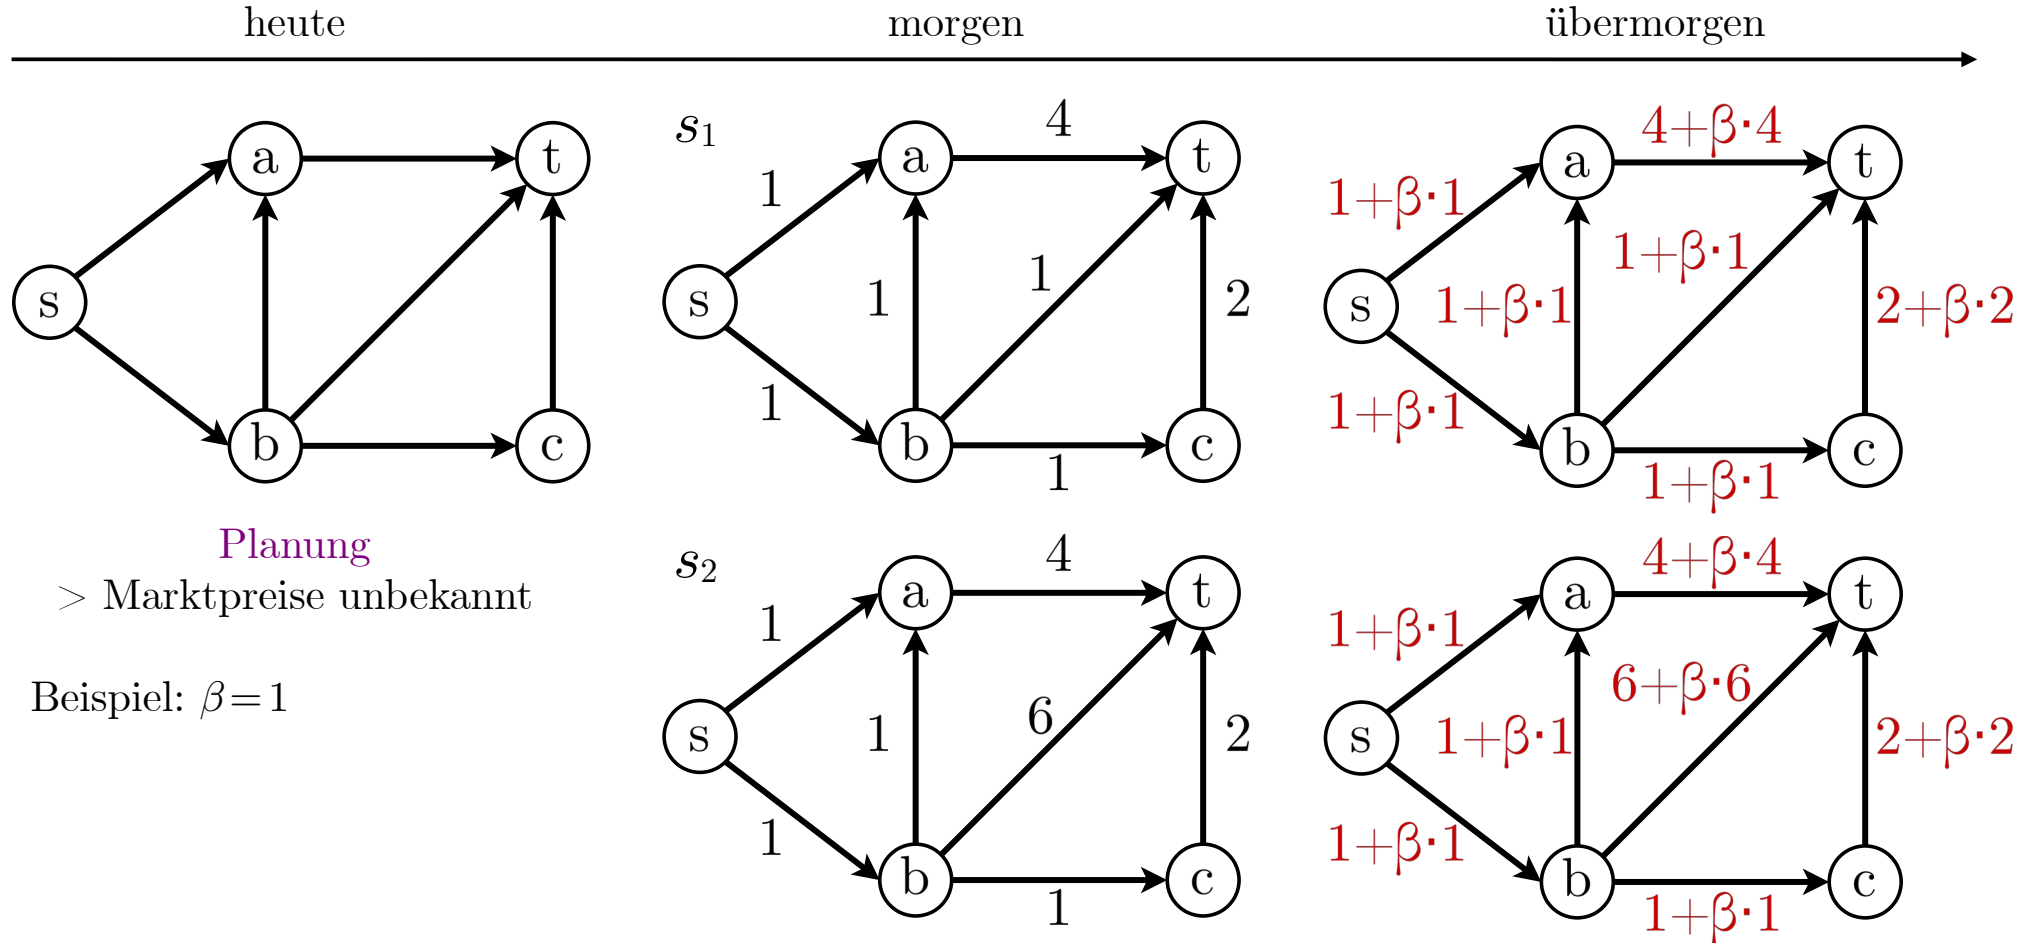 heute
morgen
übermorgen
a
t
s
b
c
s₁
4
a
t
1
s
1
1
2
1
b
c
1
4+β·4
a
t
1+β·1
1+β·1
s
1+β·1
2+β·2
1+β·1
b
c
1+β·1
Planung
> Marktpreise unbekannt
Beispiel: β=1
s₂
4
a
t
1
6
s
1
2
1
b
c
1
4+β·4
a
t
1+β·1
6+β·6
s
1+β·1
2+β·2
1+β·1
b
c
1+β·1